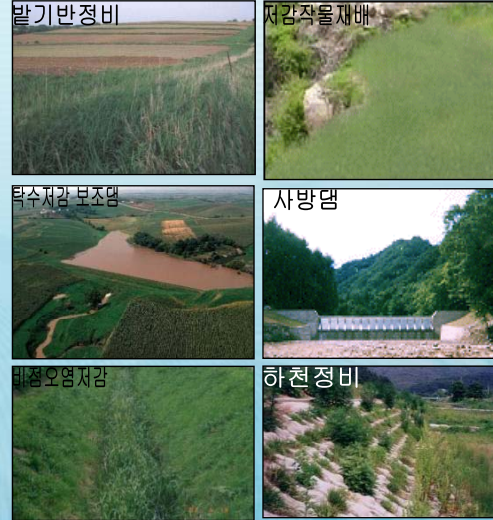 밭기반정비
저감작물재배
탁수저감 보조댐
사방댐
비점오염저감
하천정비